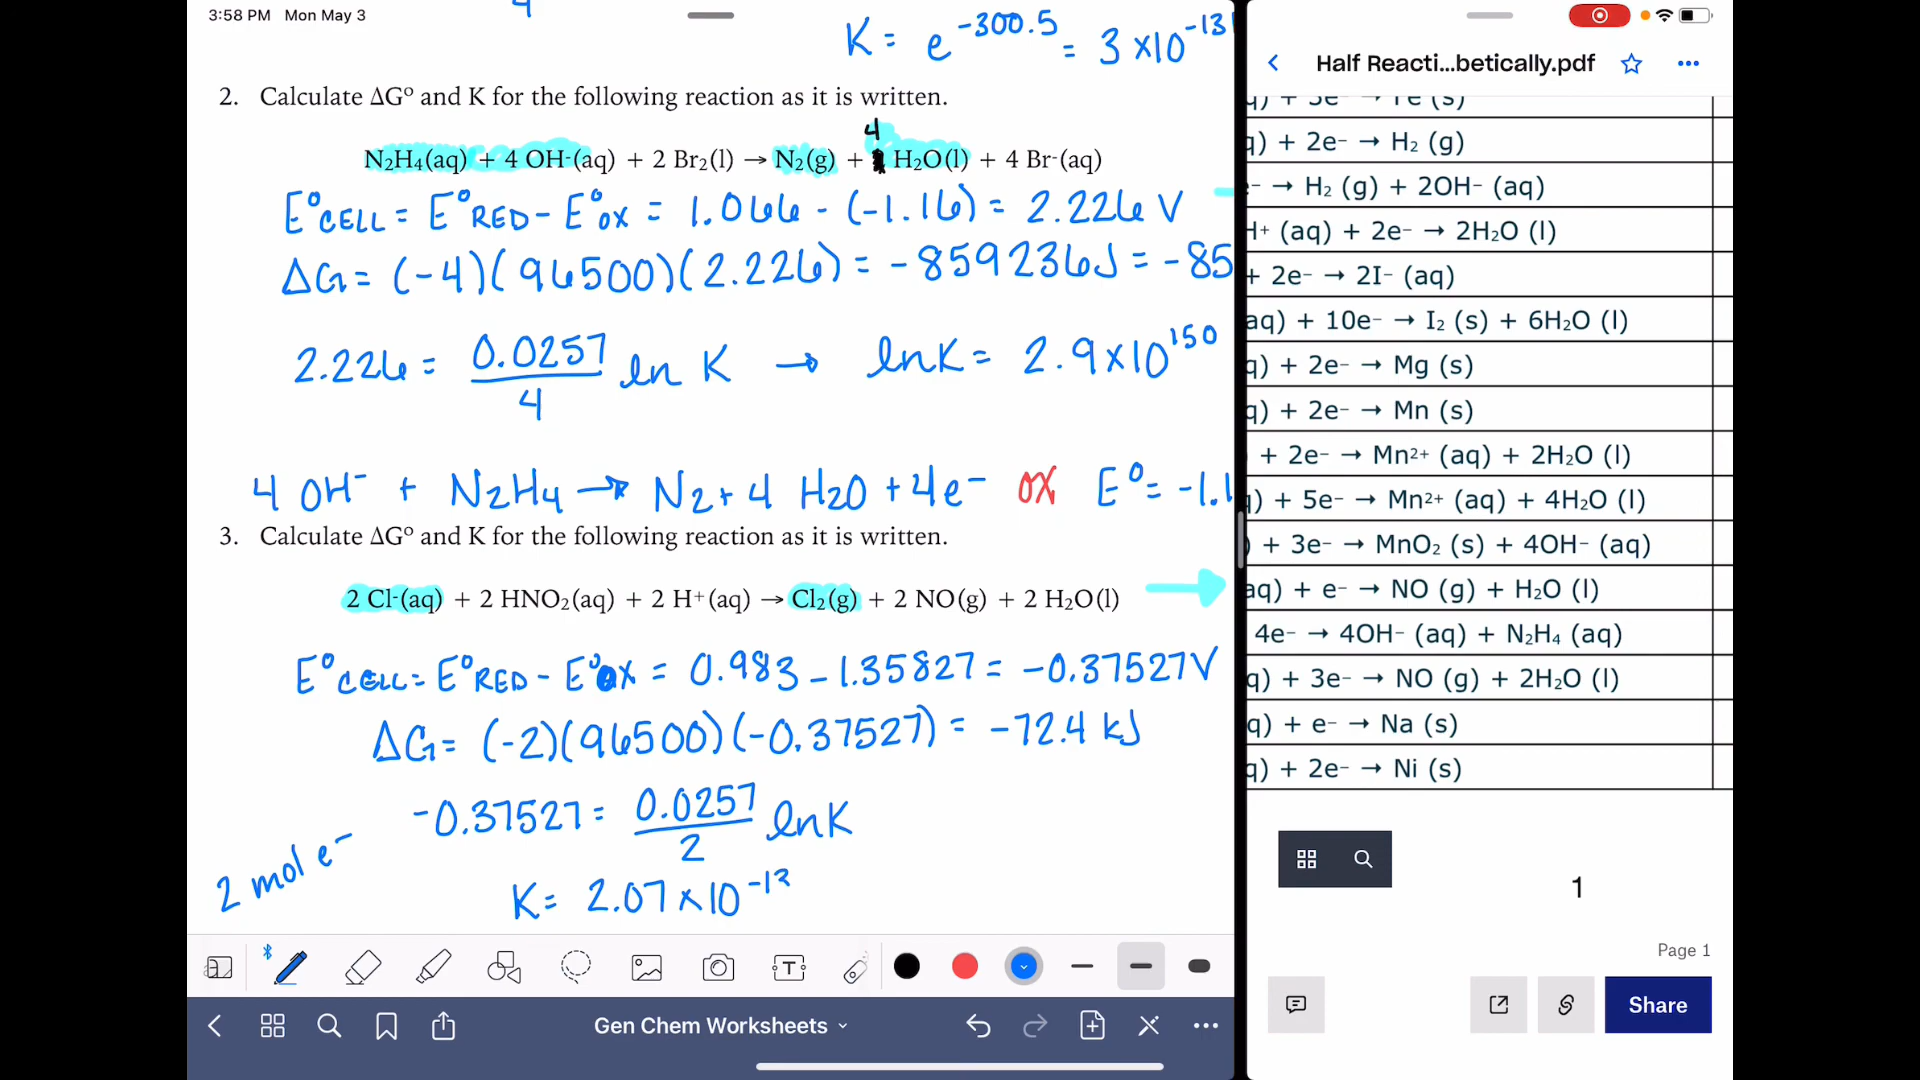 3:58 PM Mon May 3
K = e^-300.5 = 3 x10^-131
2. Calculate ΔG° and K for the following reaction as it is written.
4
N₂H₄(aq) + 4 OH⁻(aq) + 2 Br₂(l) → N₂(g) + H₂O(l) + 4 Br⁻(aq)
E°CELL = E°RED - E°OX = 1.066 - (-1.16) = 2.226 V
ΔG = (-4)(96500)(2.226) = -859236J = -85
2.226 = 0.0257/4 ln K → lnK = 2.9x10^150
4 OH⁻ + N2H4 → N2 + 4 H2O + 4e⁻ OX E° = -1.1
3. Calculate ΔG° and K for the following reaction as it is written.
2 Cl⁻(aq) + 2 HNO₂(aq) + 2 H⁺(aq) → Cl₂(g) + 2 NO(g) + 2 H₂O(l)
E°CELL = E°RED - E°OX = 0.983 - 1.35827 = -0.37527V
ΔG = (-2)(96500)(-0.37527) = -72.4 kJ
-0.37527 = 0.0257/2 lnK
2 mol e⁻
K = 2.07x10^-13
Gen Chem Worksheets
Half Reacti...betically.pdf
q) + 3e⁻ → Fe (s)
q) + 2e⁻ → H₂ (g)
e⁻ → H₂ (g) + 2OH⁻ (aq)
H⁺ (aq) + 2e⁻ → 2H₂O (l)
+ 2e⁻ → 2I⁻ (aq)
aq) + 10e⁻ → I₂ (s) + 6H₂O (l)
q) + 2e⁻ → Mg (s)
q) + 2e⁻ → Mn (s)
+ 2e⁻ → Mn²⁺ (aq) + 2H₂O (l)
q) + 5e⁻ → Mn²⁺ (aq) + 4H₂O (l)
) + 3e⁻ → MnO₂ (s) + 4OH⁻ (aq)
aq) + e⁻ → NO (g) + H₂O (l)
4e⁻ → 4OH⁻ (aq) + N₂H₄ (aq)
q) + 3e⁻ → NO (g) + 2H₂O (l)
q) + e⁻ → Na (s)
q) + 2e⁻ → Ni (s)
1
Page 1
Share